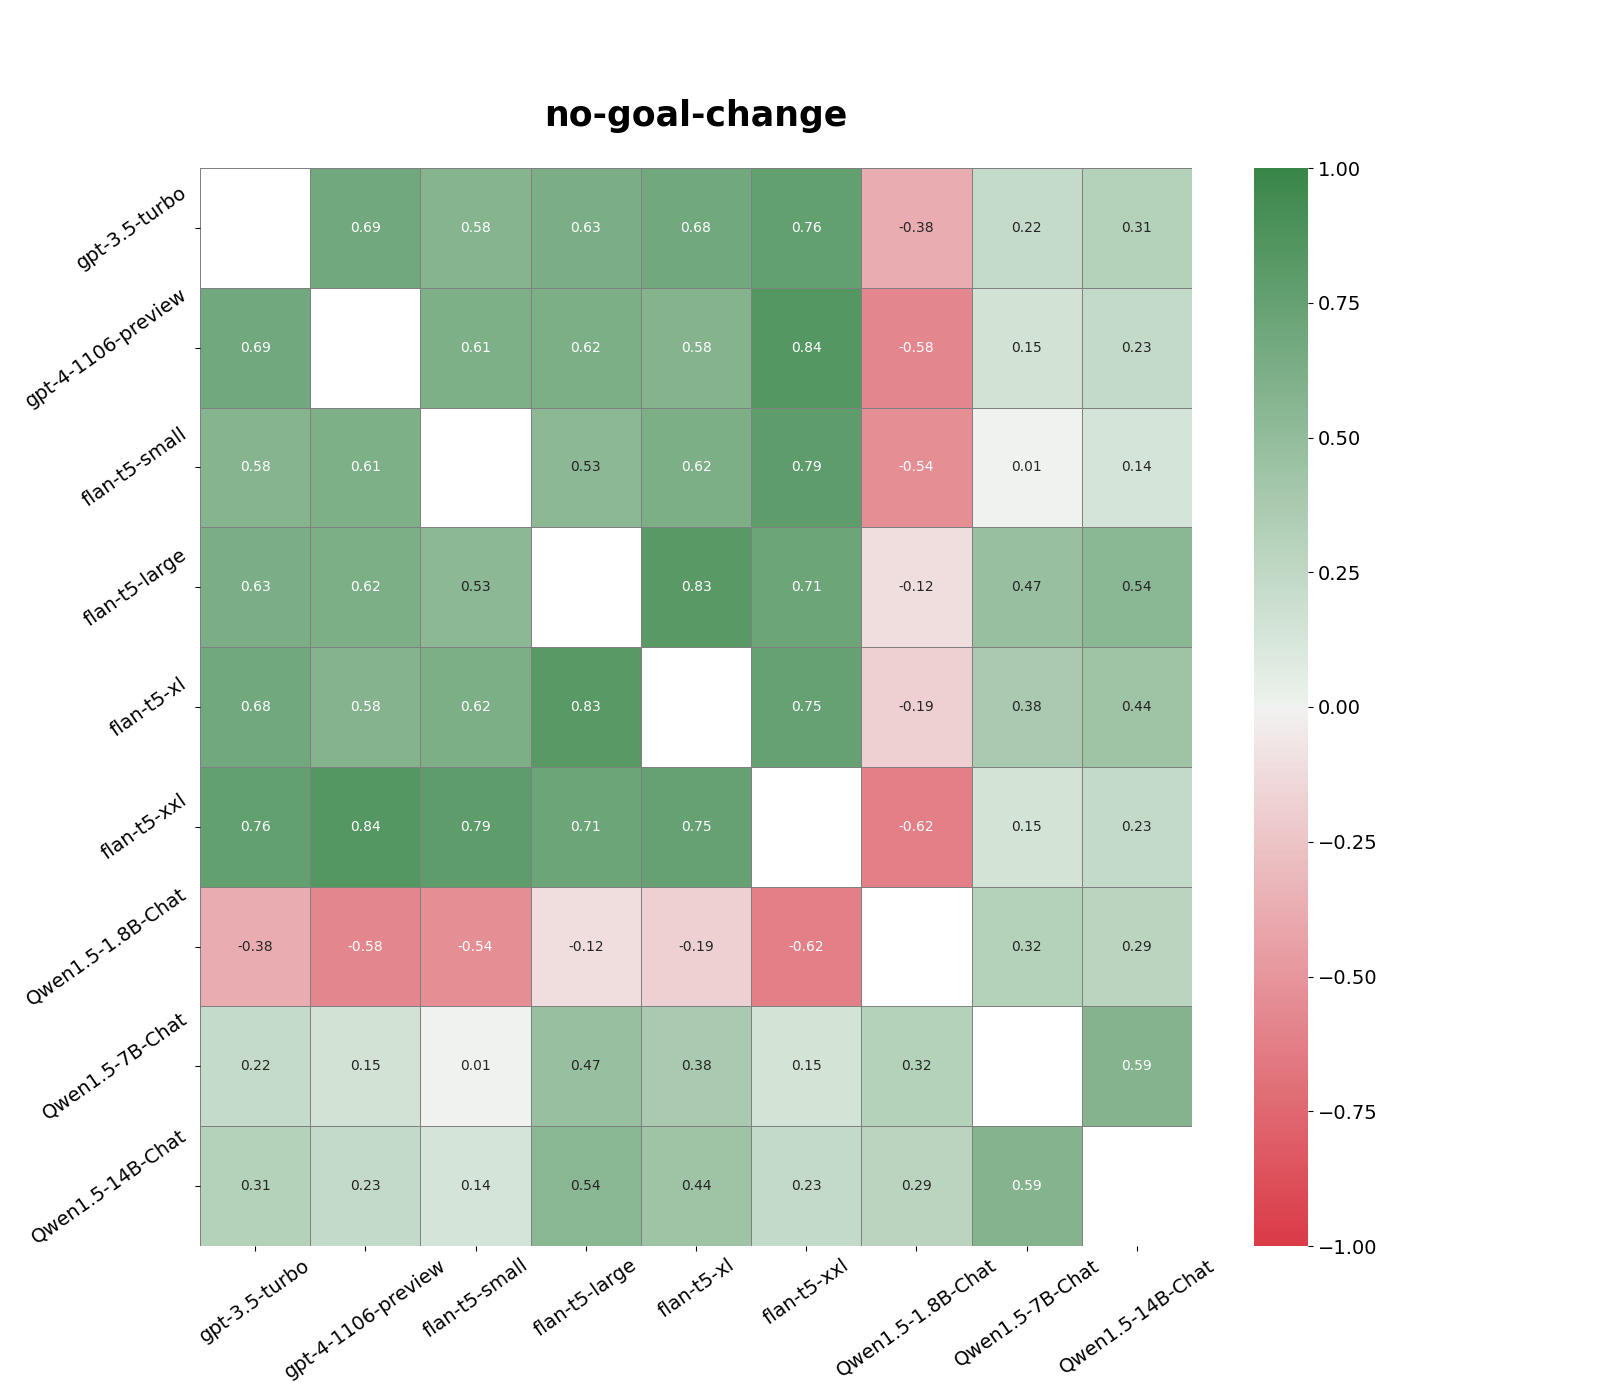 no-goal-change
gpt-3.5-turbo 0.69 0.58 0.63 0.68 0.76 -0.38 0.22 0.31
gpt-4-1106-preview 0.69 0.61 0.62 0.58 0.84 -0.58 0.15 0.23
flan-t5-small 0.58 0.61 0.53 0.62 0.79 -0.54 0.01 0.14
flan-t5-large 0.63 0.62 0.53 0.83 0.71 -0.12 0.47 0.54
flan-t5-xl 0.68 0.58 0.62 0.83 0.75 -0.19 0.38 0.44
flan-t5-xxl 0.76 0.84 0.79 0.71 0.75 -0.62 0.15 0.23
Qwen1.5-1.8B-Chat -0.38 -0.58 -0.54 -0.12 -0.19 -0.62 0.32 0.29
Qwen1.5-7B-Chat 0.22 0.15 0.01 0.47 0.38 0.15 0.32 0.59
Qwen1.5-14B-Chat 0.31 0.23 0.14 0.54 0.44 0.23 0.29 0.59
gpt-3.5-turbo gpt-4-1106-preview flan-t5-small flan-t5-large flan-t5-xl flan-t5-xxl Qwen1.5-1.8B-Chat Qwen1.5-7B-Chat Qwen1.5-14B-Chat
1.00
0.75
0.50
0.25
0.00
−0.25
−0.50
−0.75
−1.00